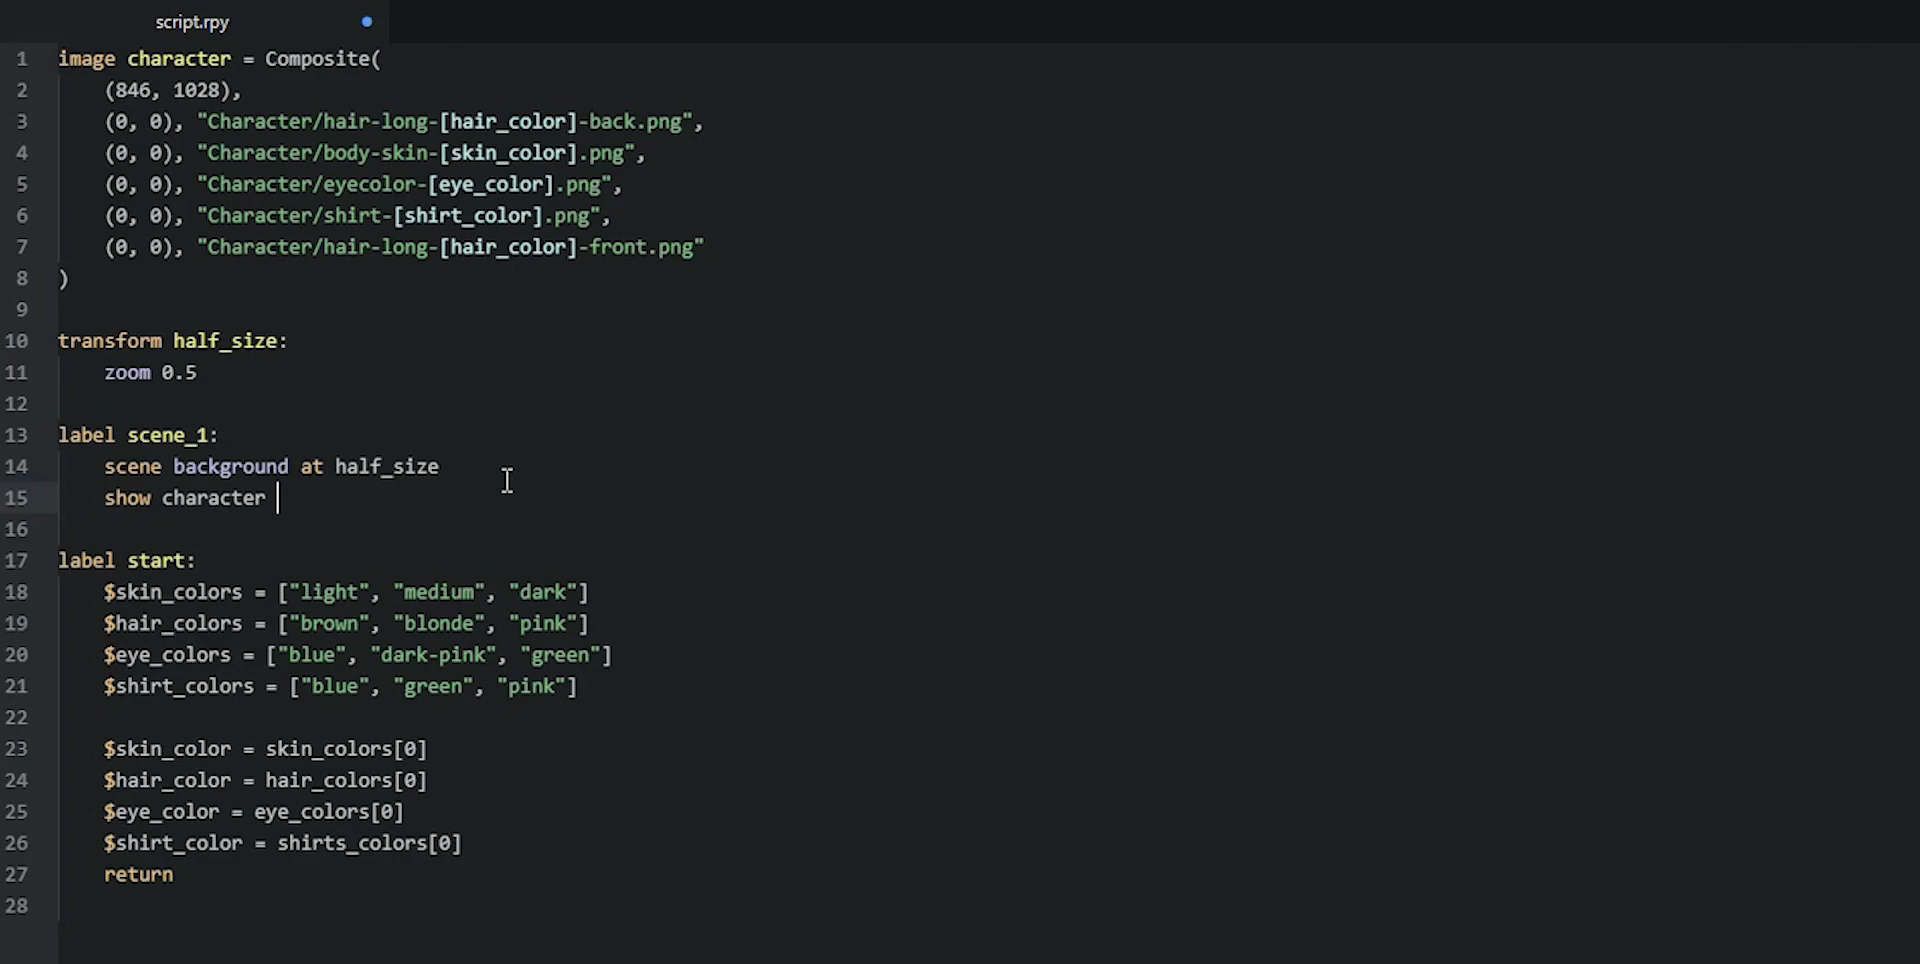 script.rpy
1 image character = Composite(
2     (846, 1028),
3     (0, 0), "Character/hair-long-[hair_color]-back.png",
4     (0, 0), "Character/body-skin-[skin_color].png",
5     (0, 0), "Character/eyecolor-[eye_color].png",
6     (0, 0), "Character/shirt-[shirt_color].png",
7     (0, 0), "Character/hair-long-[hair_color]-front.png"
8 )
9
10 transform half_size:
11     zoom 0.5
12
13 label scene_1:
14     scene background at half_size
15     show character
16
17 label start:
18     $skin_colors = ["light", "medium", "dark"]
19     $hair_colors = ["brown", "blonde", "pink"]
20     $eye_colors = ["blue", "dark-pink", "green"]
21     $shirt_colors = ["blue", "green", "pink"]
22
23     $skin_color = skin_colors[0]
24     $hair_color = hair_colors[0]
25     $eye_color = eye_colors[0]
26     $shirt_color = shirts_colors[0]
27     return
28